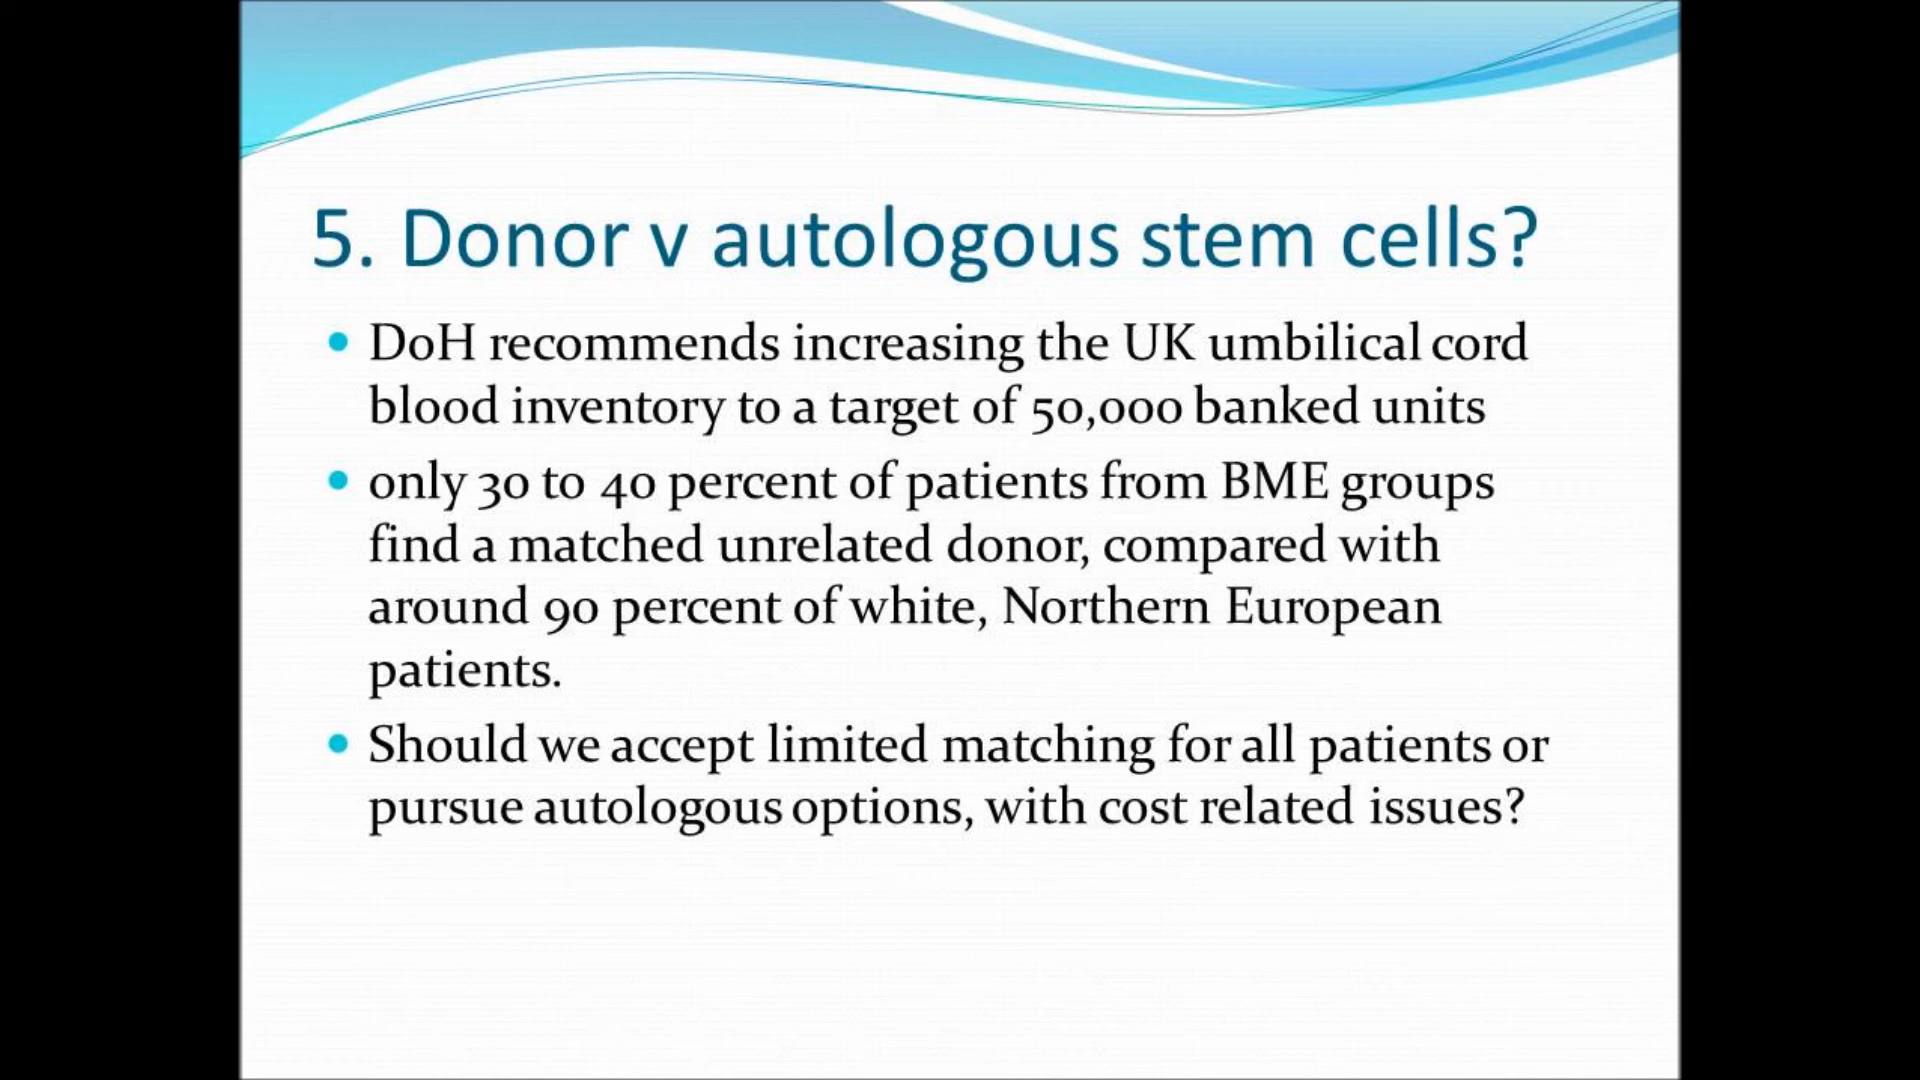 5. Donor v autologous stem cells?
• DoH recommends increasing the UK umbilical cord
blood inventory to a target of 50,000 banked units
• only 30 to 40 percent of patients from BME groups
find a matched unrelated donor, compared with
around 90 percent of white, Northern European
patients.
• Should we accept limited matching for all patients or
pursue autologous options, with cost related issues?